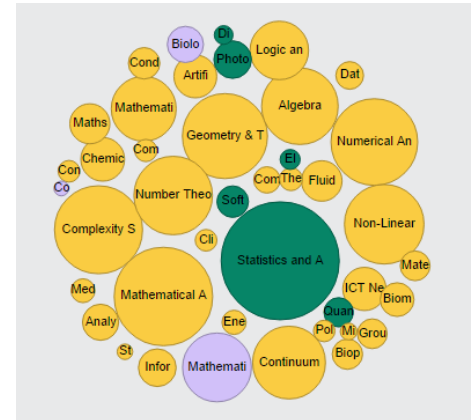 Di
Biolo
Photo
Logic an
Cond
Artifi
Dat
Mathemati
Algebra
Maths
Geometry & T
Numerical An
Com
Chemic
El
Con
Com
The
Fluid
Co
Number Theo
Soft
Complexity S
Non-Linear
Cli
Statistics and A
Mate
Med
Mathematical A
ICT Ne
Biom
Quan
Analy
Ene
Pol
Mi
Grou
St
Biop
Infor
Mathemati
Continuum